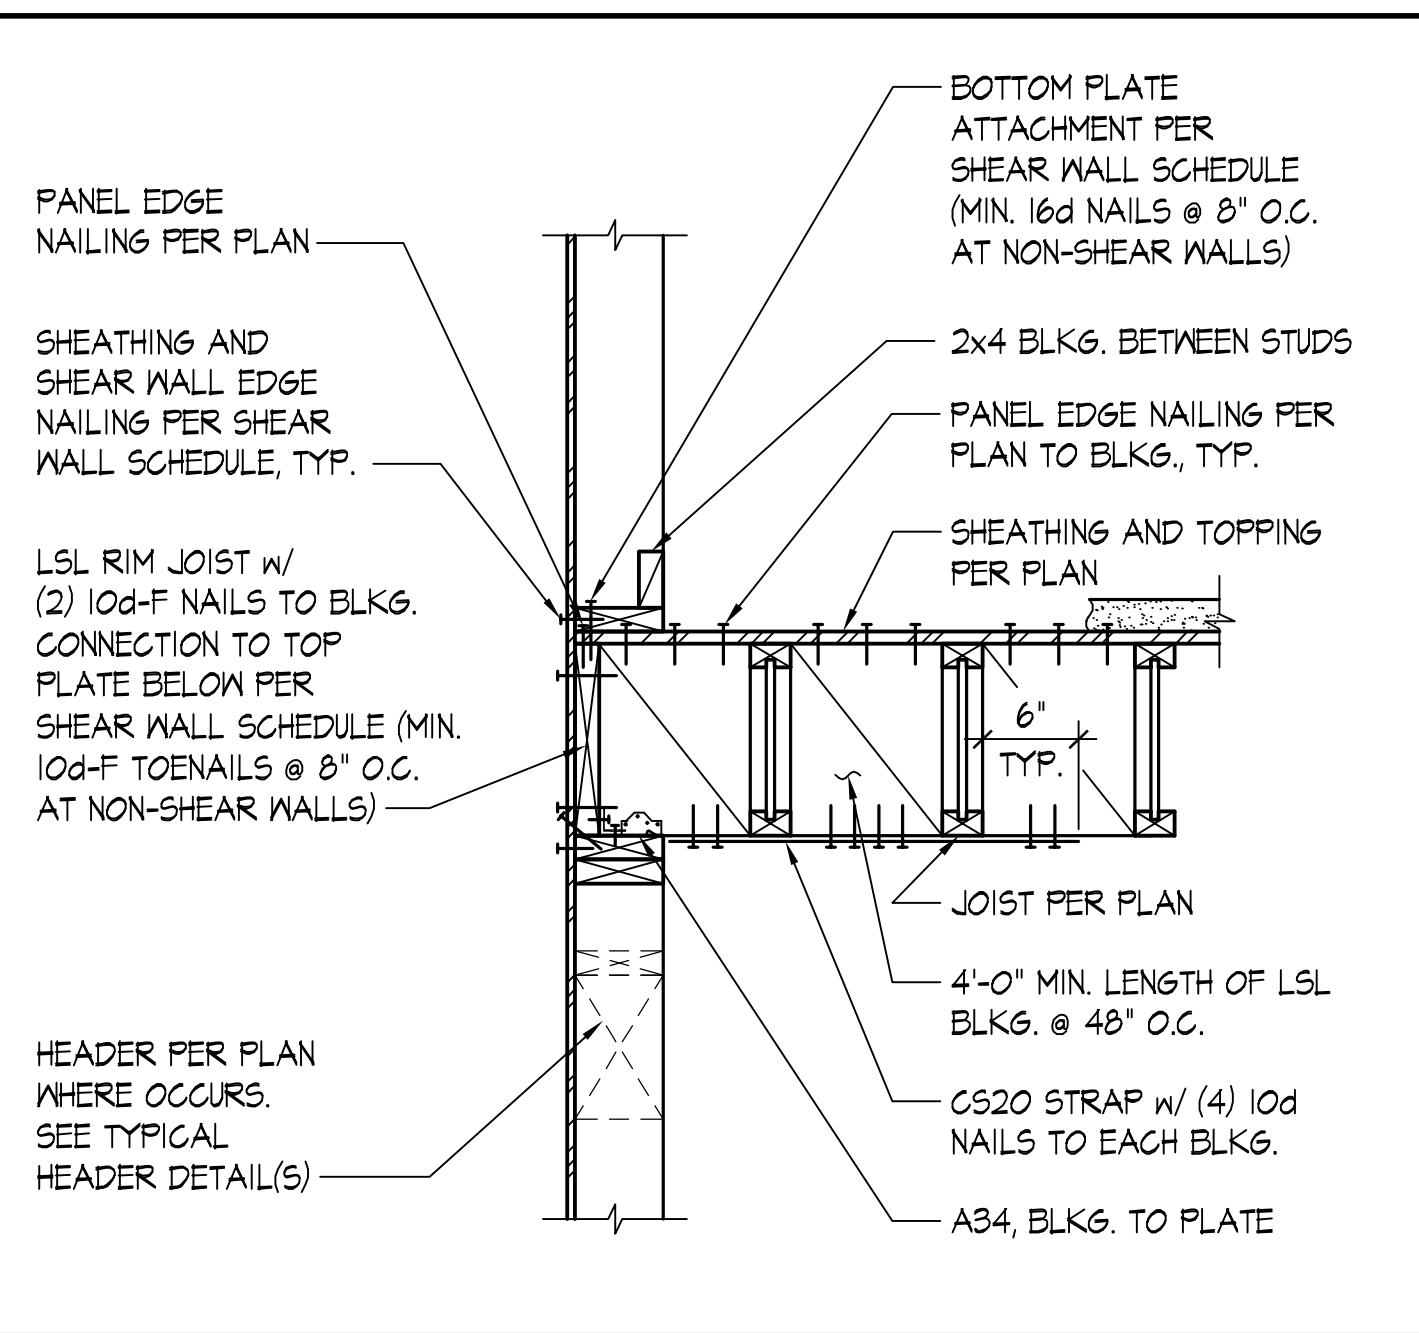 PANEL EDGE
NAILING PER PLAN
SHEATHING AND
SHEAR WALL EDGE
NAILING PER SHEAR
WALL SCHEDULE, TYP.
LSL RIM JOIST w/
(2) 10d-F NAILS TO BLKG.
CONNECTION TO TOP
PLATE BELOW PER
SHEAR WALL SCHEDULE (MIN.
10d-F TOENAILS @ 8" O.C.
AT NON-SHEAR WALLS)
HEADER PER PLAN
WHERE OCCURS.
SEE TYPICAL
HEADER DETAIL(S)
BOTTOM PLATE
ATTACHMENT PER
SHEAR WALL SCHEDULE
(MIN. 16d NAILS @ 8" O.C.
AT NON-SHEAR WALLS)
2x4 BLKG. BETWEEN STUDS
PANEL EDGE NAILING PER
PLAN TO BLKG., TYP.
SHEATHING AND TOPPING
PER PLAN
6"
TYP.
JOIST PER PLAN
4'-0" MIN. LENGTH OF LSL
BLKG. @ 48" O.C.
CS20 STRAP w/ (4) 10d
NAILS TO EACH BLKG.
A34, BLKG. TO PLATE